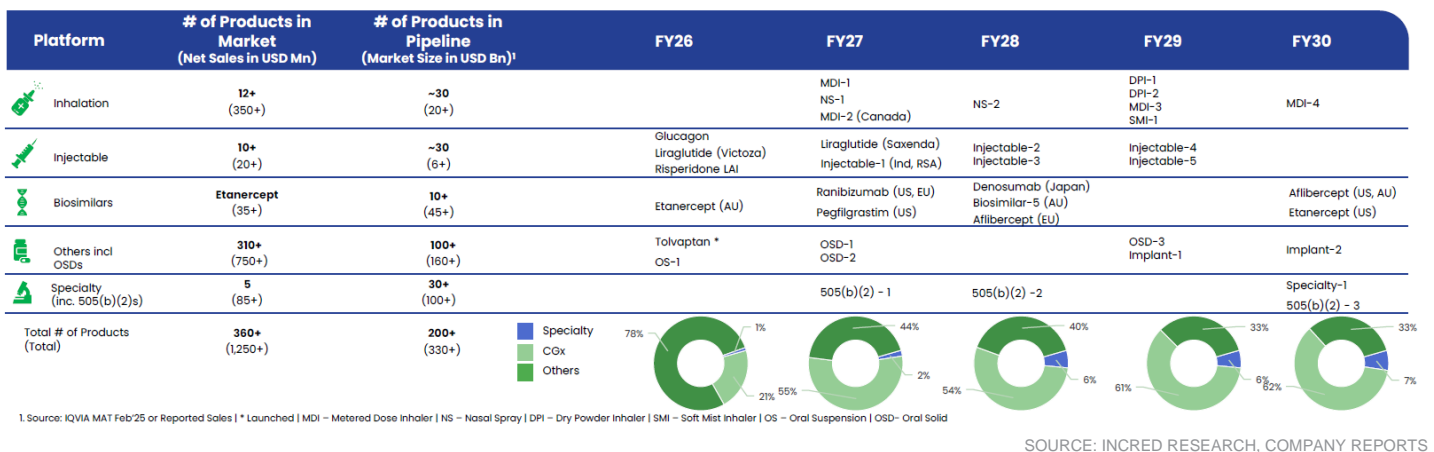 Platform
# of Products in
Market
(Net Sales in USD Mn)
# of Products in
Pipeline
(Market Size in USD Bn)1
FY26
FY27
FY28
FY29
FY30
Inhalation
12+
(350+)
~30
(20+)
MDI-1
NS-1
MDI-2 (Canada)
NS-2
DPI-1
DPI-2
MDI-3
SMI-1
MDI-4
Injectable
10+
(20+)
~30
(6+)
Glucagon
Liraglutide (Victoza)
Risperidone LAI
Liraglutide (Saxenda)
Injectable-1 (Ind, RSA)
Injectable-2
Injectable-3
Injectable-4
Injectable-5
Biosimilars
Etanercept
(35+)
10+
(45+)
Etanercept (AU)
Ranibizumab (US, EU)
Pegfilgrastim (US)
Denosumab (Japan)
Biosimilar-5 (AU)
Aflibercept (EU)
Aflibercept (US, AU)
Etanercept (US)
Others incl
OSDs
310+
(750+)
100+
(160+)
Tolvaptan *
OS-1
OSD-1
OSD-2
OSD-3
Implant-1
Implant-2
Specialty
(inc. 505(b)(2)s)
5
(85+)
30+
(100+)
505(b)(2) - 1
505(b)(2) -2
Specialty-1
505(b)(2) - 3
Total # of Products
(Total)
360+
(1,250+)
200+
(330+)
Specialty
CGx
Others
78%
1%
21%
44%
2%
55%
40%
6%
54%
33%
6%
61%
33%
7%
62%
1. Source: IQVIA MAT Feb'25 or Reported Sales | * Launched | MDI – Metered Dose Inhaler | NS – Nasal Spray | DPI – Dry Powder Inhaler | SMI – Soft Mist Inhaler | OS – Oral Suspension | OSD- Oral Solid
SOURCE: INCRED RESEARCH, COMPANY REPORTS